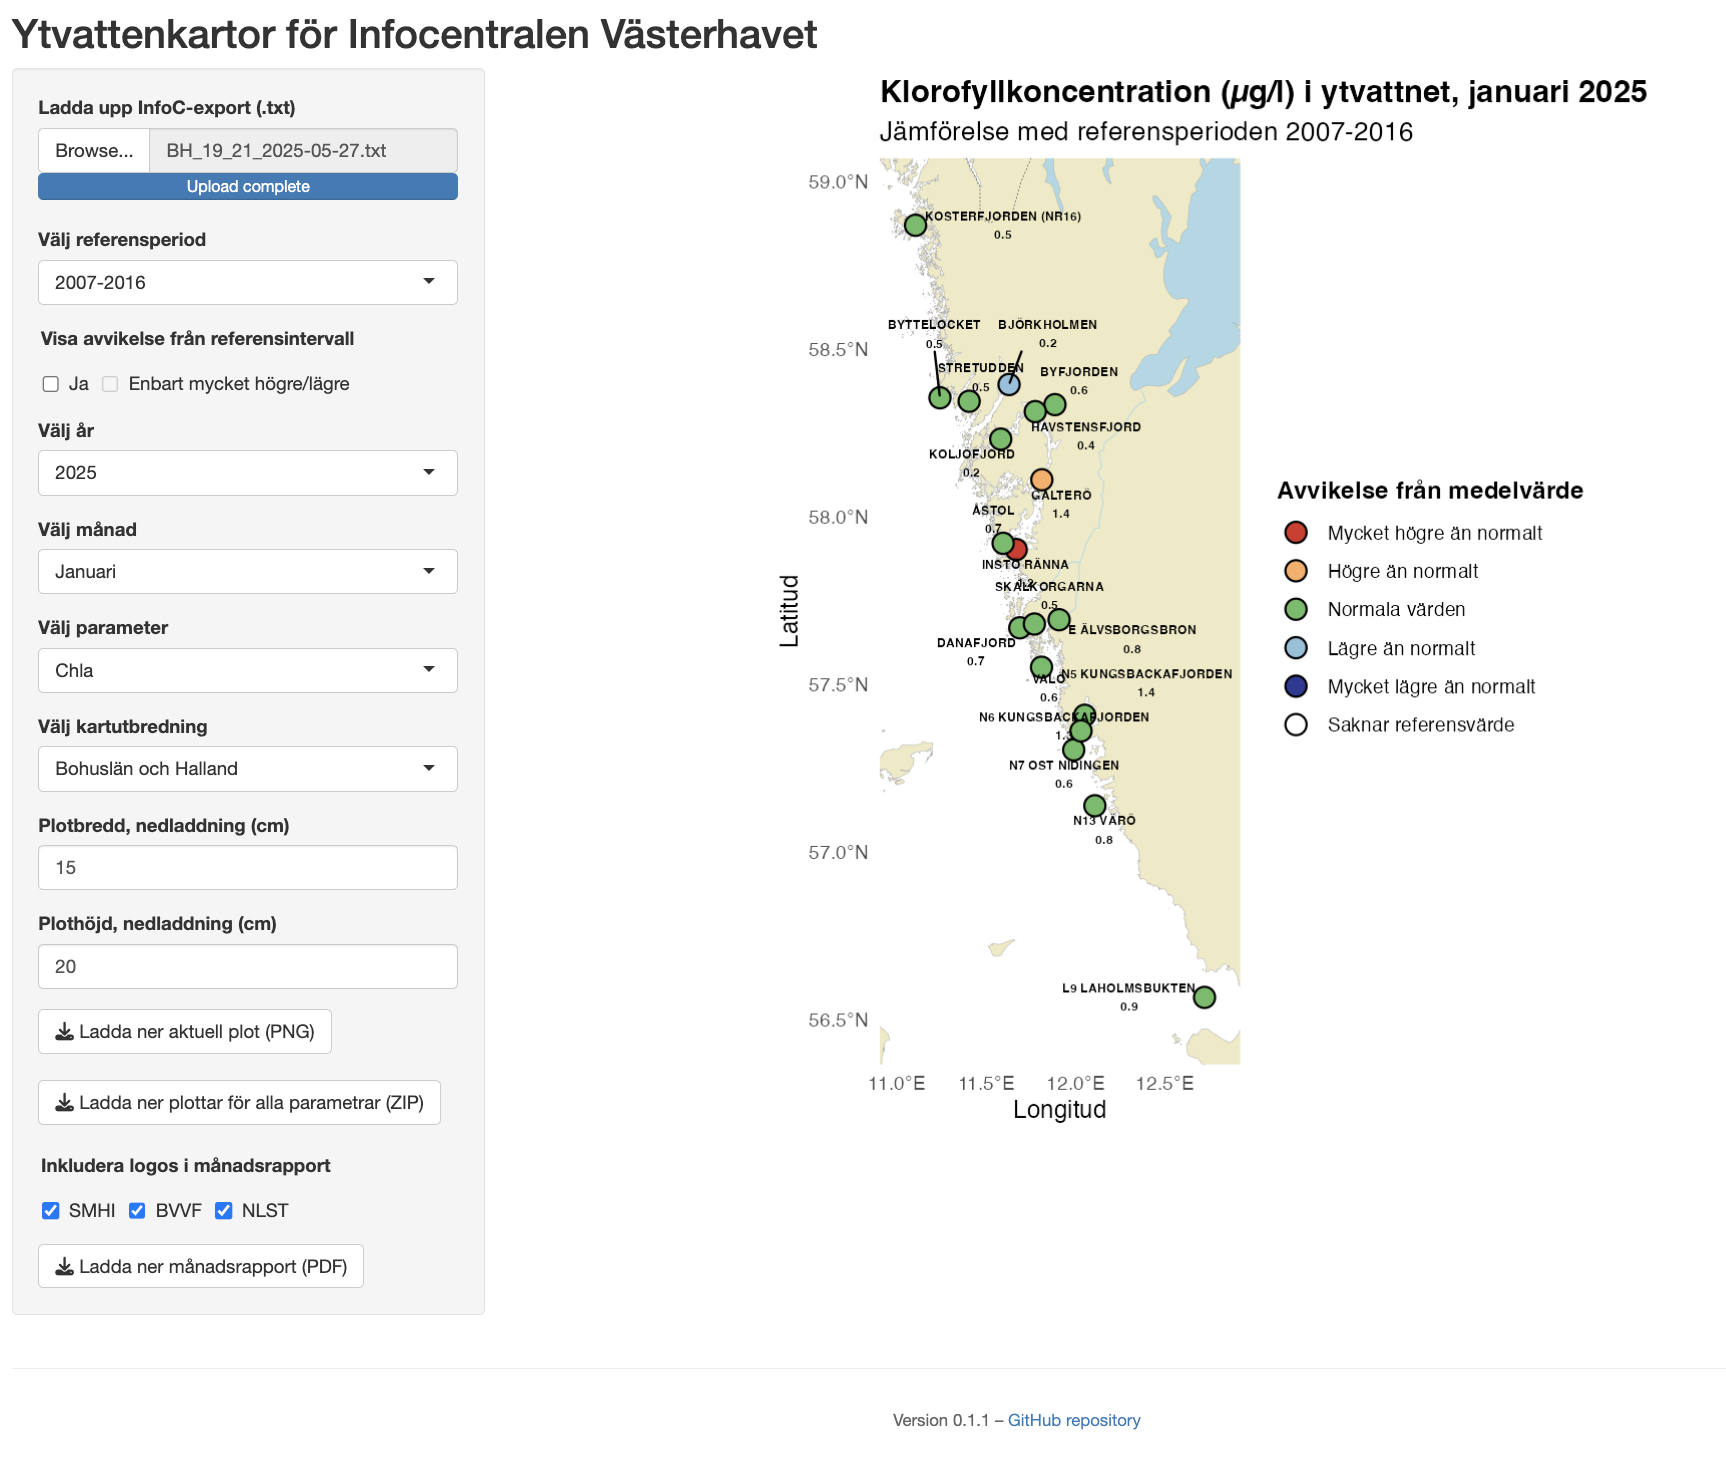 Ytvattenkartor för Infocentralen Västerhavet
Ladda upp InfoC-export (.txt)
Browse... BH_19_21_2025-05-27.txt
Upload complete
Välj referensperiod
2007-2016
Visa avvikelse från referensintervall
Ja Enbart mycket högre/lägre
Välj år
2025
Välj månad
Januari
Välj parameter
Chla
Välj kartutbredning
Bohuslän och Halland
Plotbredd, nedladdning (cm)
15
Plothöjd, nedladdning (cm)
20
Ladda ner aktuell plot (PNG)
Ladda ner plottar för alla parametrar (ZIP)
Inkludera logos i månadsrapport
SMHI BVVF NLST
Ladda ner månadsrapport (PDF)
Klorofyllkoncentration (µg/l) i ytvattnet, januari 2025
Jämförelse med referensperioden 2007-2016
59.0°N
58.5°N
58.0°N
57.5°N
57.0°N
56.5°N
Latitud
KOSTERFJORDEN (NR16)
0.5
BYTTELOCKET
0.5
BJÖRKHOLMEN
0.2
STRETUDDEN
0.5
BYFJORDEN
0.6
HAVSTENSFJORD
0.4
KOLJÖFJORD
0.2
GALTERÖ
1.4
ÅSTOL
0.7
INSTÖ RÄNNA
SKALKORGARNA
0.5
E ÄLVSBORGSBRON
0.8
DANAFJORD
0.7
VALÖ
0.6
N5 KUNGSBACKAFJORDEN
1.4
N6 KUNGSBACKAFJORDEN
N7 OST NIDINGEN
0.6
N13 VÄRÖ
0.8
L9 LAHOLMSBUKTEN
0.9
11.0°E 11.5°E 12.0°E 12.5°E
Longitud
Avvikelse från medelvärde
Mycket högre än normalt
Högre än normalt
Normala värden
Lägre än normalt
Mycket lägre än normalt
Saknar referensvärde
Version 0.1.1 – GitHub repository